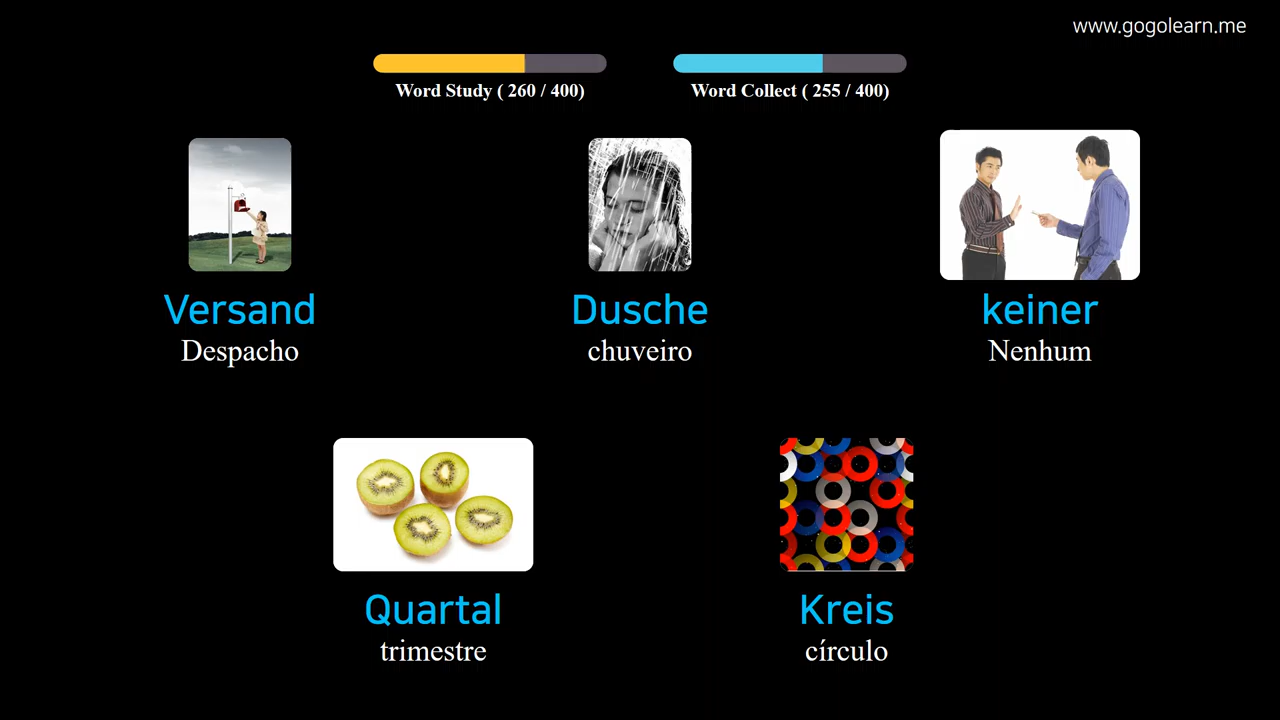 www.gogolearn.me
Word Study ( 260 / 400)
Word Collect ( 255 / 400)
Versand
Despacho
Dusche
chuveiro
keiner
Nenhum
Quartal
trimestre
Kreis
círculo